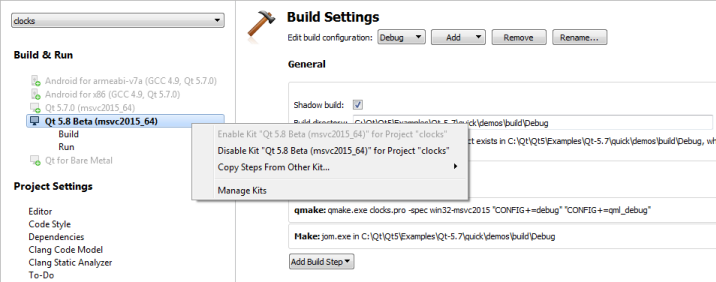 clocks
Build & Run
Android for armeabi-v7a (GCC 4.9, Qt 5.7.0)
Android for x86 (GCC 4.9, Qt 5.7.0)
Qt 5.7.0 (msvc2015_64)
Qt 5.8 Beta (msvc2015_64)
Build
Run
Qt for Bare Metal
Project Settings
Editor
Code Style
Dependencies
Clang Code Model
Clang Static Analyzer
To-Do
Build Settings
Edit build configuration: Debug Add Remove Rename...
General
Shadow build:
Build directory: C:\Qt\Qt5\Examples\Qt-5.7\quick\demos\build\Debug
Enable Kit "Qt 5.8 Beta (msvc2015_64)" for Project "clocks"
Disable Kit "Qt 5.8 Beta (msvc2015_64)" for Project "clocks"
Copy Steps From Other Kit...
Manage Kits
exists in C:\Qt\Qt5\Examples\Qt-5.7\quick\demos\build\Debug,
qmake: qmake.exe clocks.pro -spec win32-msvc2015 "CONFIG+=debug" "CONFIG+=qml_debug"
Make: jom.exe in C:\Qt\Qt5\Examples\Qt-5.7\quick\demos\build\Debug
Add Build Step